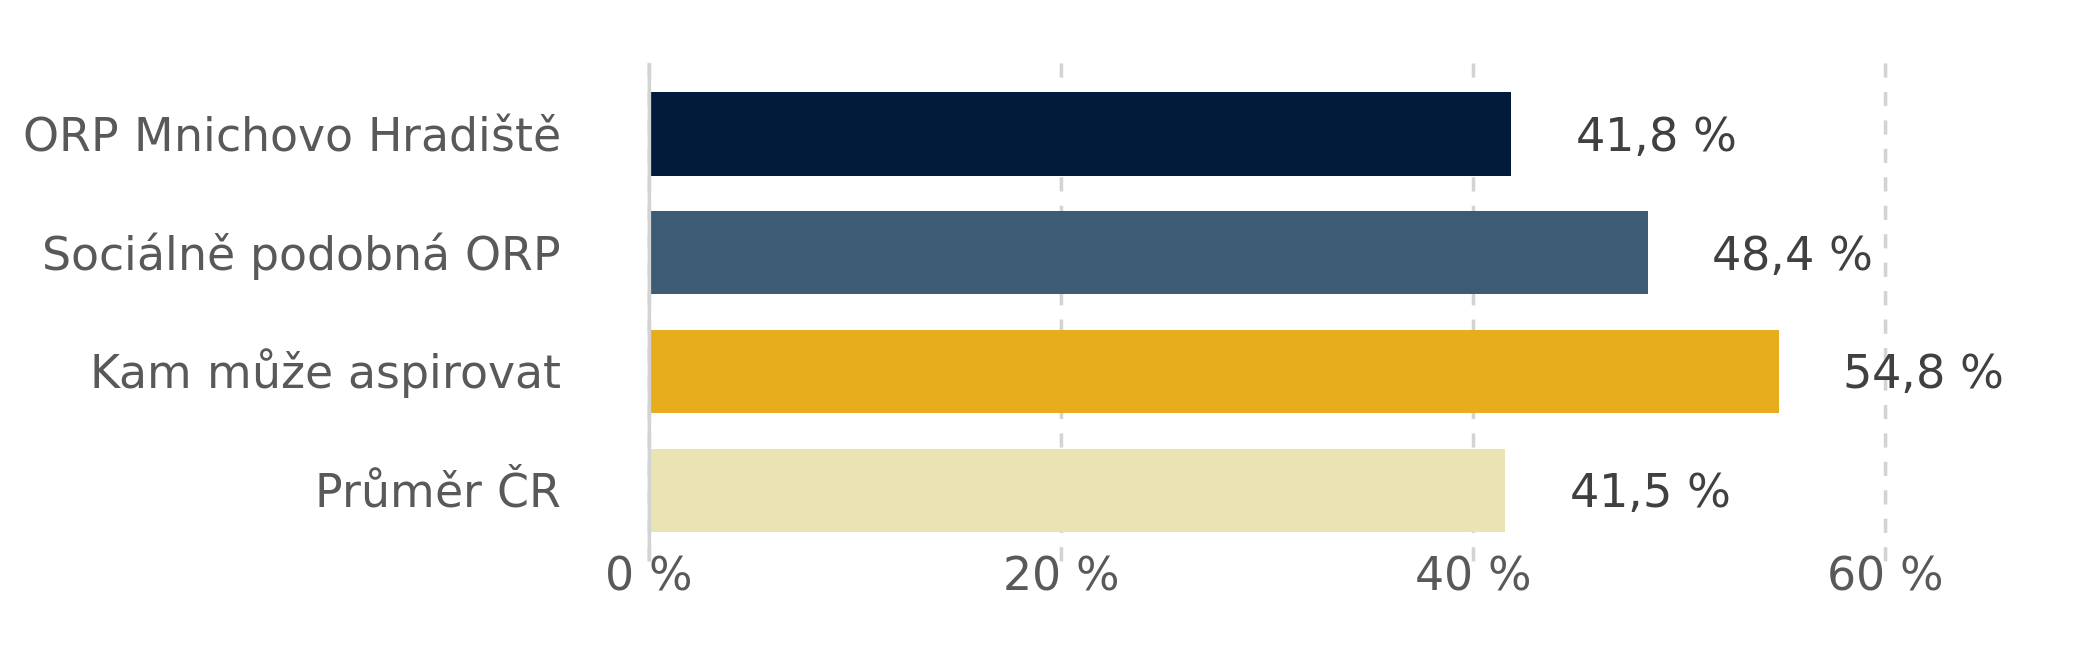 ORP Mnichovo Hradiště 41,8 %
Sociálně podobná ORP 48,4 %
Kam může aspirovat 54,8 %
Průměr ČR 41,5 %
0 % 20 % 40 % 60 %